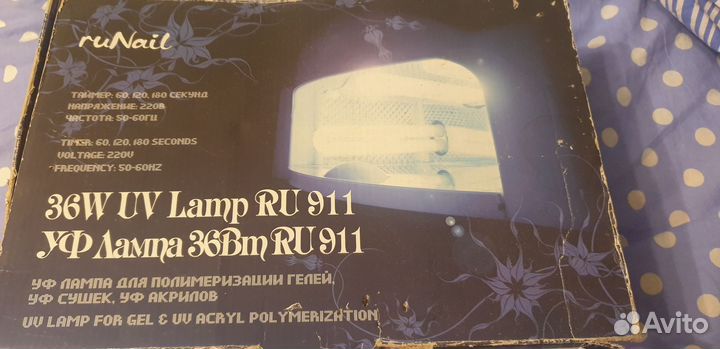 ruNail
ТАЙМЕР: 60, 120, 180 СЕКУНД
НАПРЯЖЕНИЕ: 220В
ЧАСТОТА: 50-60ГЦ
TIMSR: 60, 120, 180 SECONDS
VOLTAGE: 220V
FREQUENCY: 50-60HZ
36W UV Lamp RU 911
УФ Лампа 36Вт RU 911
УФ ЛАМПА ДЛЯ ПОЛИМЕРИЗАЦИИ ГЕЛЕЙ,
УФ СУШЕК, УФ АКРИЛОВ
UV LAMP FOR GEL & UV ACRYL POLYMERIZATION
Avito